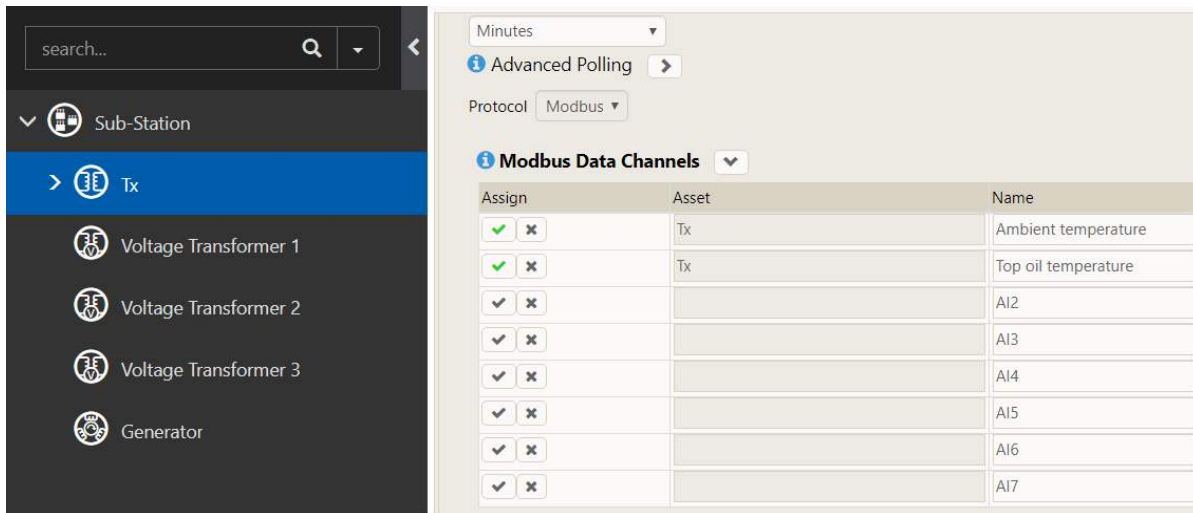 search...
Sub-Station
Tx
Voltage Transformer 1
Voltage Transformer 2
Voltage Transformer 3
Generator
Minutes
Advanced Polling
Protocol Modbus
Modbus Data Channels
Assign Asset Name
Tx Ambient temperature
Tx Top oil temperature
AI2
AI3
AI4
AI5
AI6
AI7